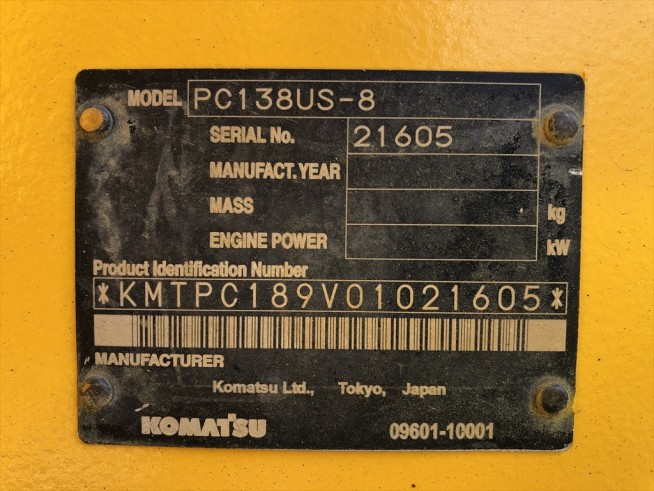 MODEL PC138US-8
SERIAL No. 21605
MANUFACT.YEAR
MASS kg
ENGINE POWER kW
Product Identification Number
*KMTPC189V01021605*
MANUFACTURER
Komatsu Ltd., Tokyo, Japan
KOMATSU 09601-10001